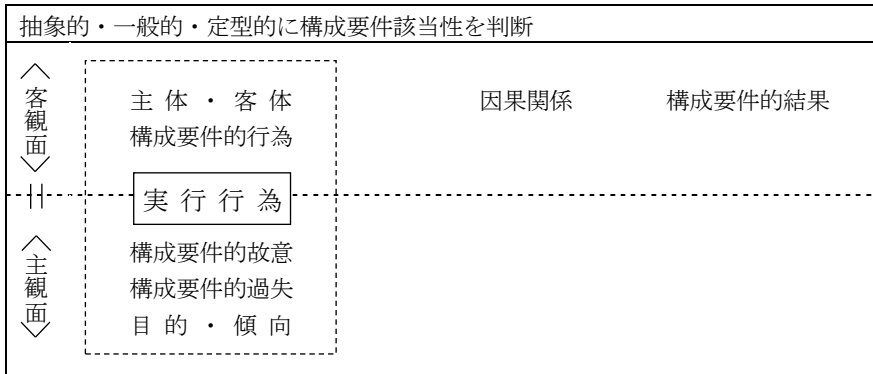 抽象的・一般的・定型的に構成要件該当性を判断
〈客観面〉
主体・客体
因果関係
構成要件的結果
構成要件的行為
実行行為
〈主観面〉
構成要件的故意
構成要件的過失
目的・傾向